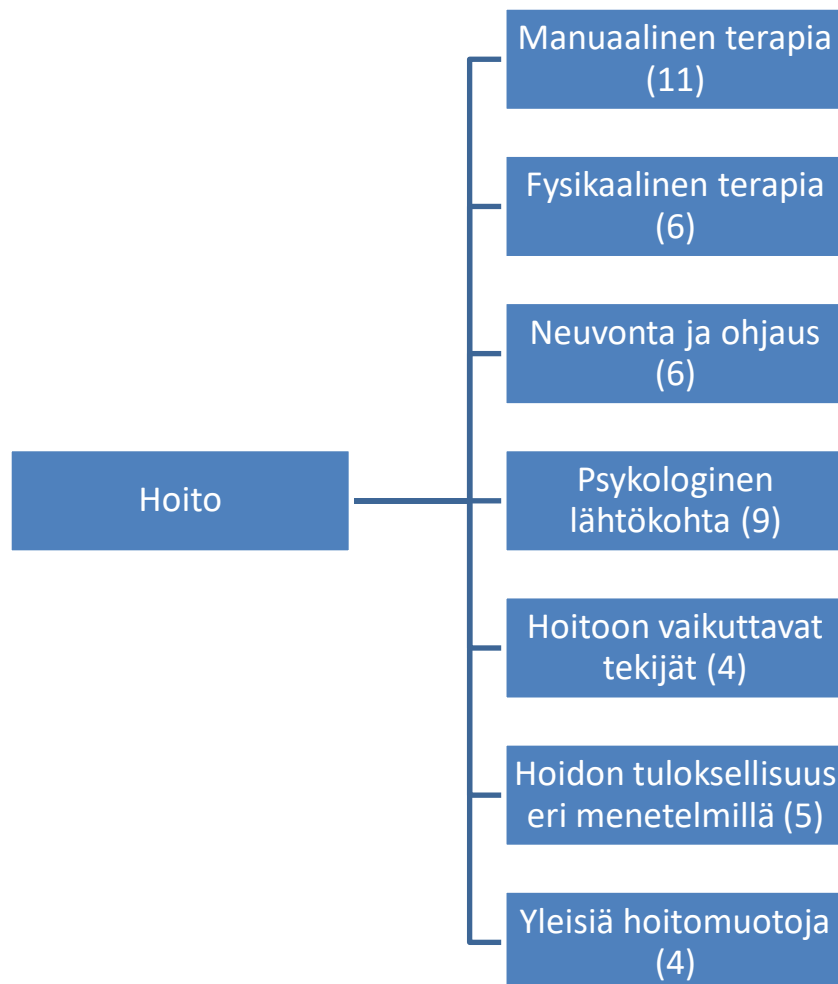 Manuaalinen terapia
(11)
Fysikaalinen terapia
(6)
Neuvonta ja ohjaus
(6)
Hoito
Psykologinen
lähtökohta (9)
Hoitoon vaikuttavat
tekijät (4)
Hoidon tuloksellisuus
eri menetelmillä (5)
Yleisiä hoitomuotoja
(4)